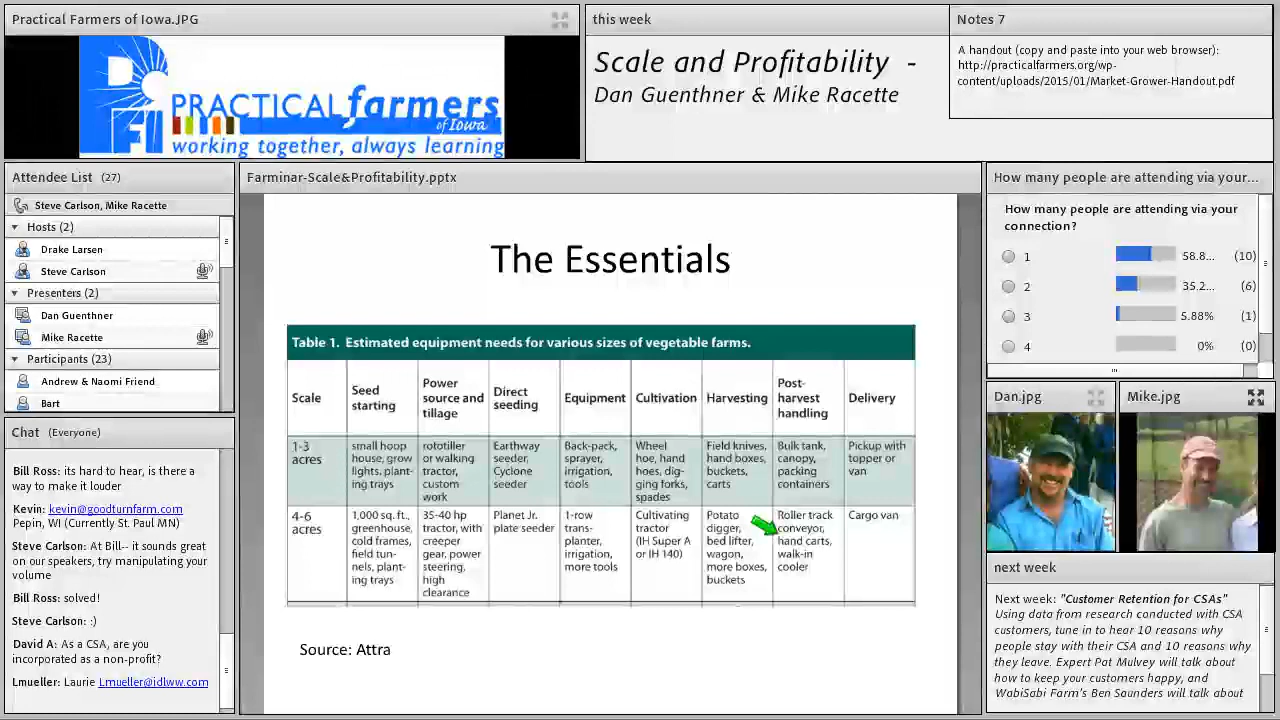 Practical Farmers of Iowa.JPG
PRACTICAL farmers
of Iowa
PFI
working together, always learning
this week
Scale and Profitability -
Dan Guenthner & Mike Racette
Notes 7
A handout (copy and paste into your web browser):
http://practicalfarmers.org/wp-
content/uploads/2015/01/Market-Grower-Handout.pdf
Attendee List (27)
Steve Carlson, Mike Racette
Hosts (2)
Drake Larsen
Steve Carlson
Presenters (2)
Dan Guenthner
Mike Racette
Participants (23)
Andrew & Naomi Friend
Bart
Chat (Everyone)
Bill Ross: its hard to hear, is there a
way to make it louder
Kevin: kevin@goodturnfarm.com
Pepin, WI (Currently St. Paul MN)
Steve Carlson: At Bill-- it sounds great
on our speakers, try manipulating your
volume
Bill Ross: solved!
Steve Carlson: :)
David A: As a CSA, are you
incorporated as a non-profit?
Lmueller: Laurie Lmueller@idlww.com
Farminar-Scale&Profitability.pptx
The Essentials
Table 1. Estimated equipment needs for various sizes of vegetable farms.
Scale
Seed
starting
Power
source and
tillage
Direct
seeding
Equipment
Cultivation
Harvesting
Post-
harvest
handling
Delivery
1-3
acres
small hoop
house, grow
lights, plant-
ing trays
rototiller
or walking
tractor,
custom
work
Earthway
seeder,
Cyclone
seeder
Back-pack,
sprayer,
irrigation,
tools
Wheel
hoe, hand
hoes, dig-
ging forks,
spades
Field knives,
hand boxes,
buckets,
carts
Bulk tank,
canopy,
packing
containers
Pickup with
topper or
van
4-6
acres
1,000 sq. ft.,
greenhouse,
cold frames,
field tun-
nels, plant-
ing trays
35-40 hp
tractor, with
creeper
gear, power
steering,
high
clearance
Planet Jr.
plate seeder
1-row
trans-
planter,
irrigation,
more tools
Cultivating
tractor
(IH Super A
or IH 140)
Potato
digger,
bed lifter,
wagon,
more boxes,
buckets
Roller track
conveyor,
hand carts,
walk-in
cooler
Cargo van
Source: Attra
How many people are attending via your...
How many people are attending via your
connection?
1 58.8... (10)
2 35.2... (6)
3 5.88% (1)
4 0% (0)
Dan.jpg
Mike.jpg
next week
Next week: "Customer Retention for CSAs"
Using data from research conducted with CSA
customers, tune in to hear 10 reasons why
people stay with their CSA and 10 reasons why
they leave. Expert Pat Mulvey will talk about
how to keep your customers happy, and
WabiSabi Farm's Ben Saunders will talk about